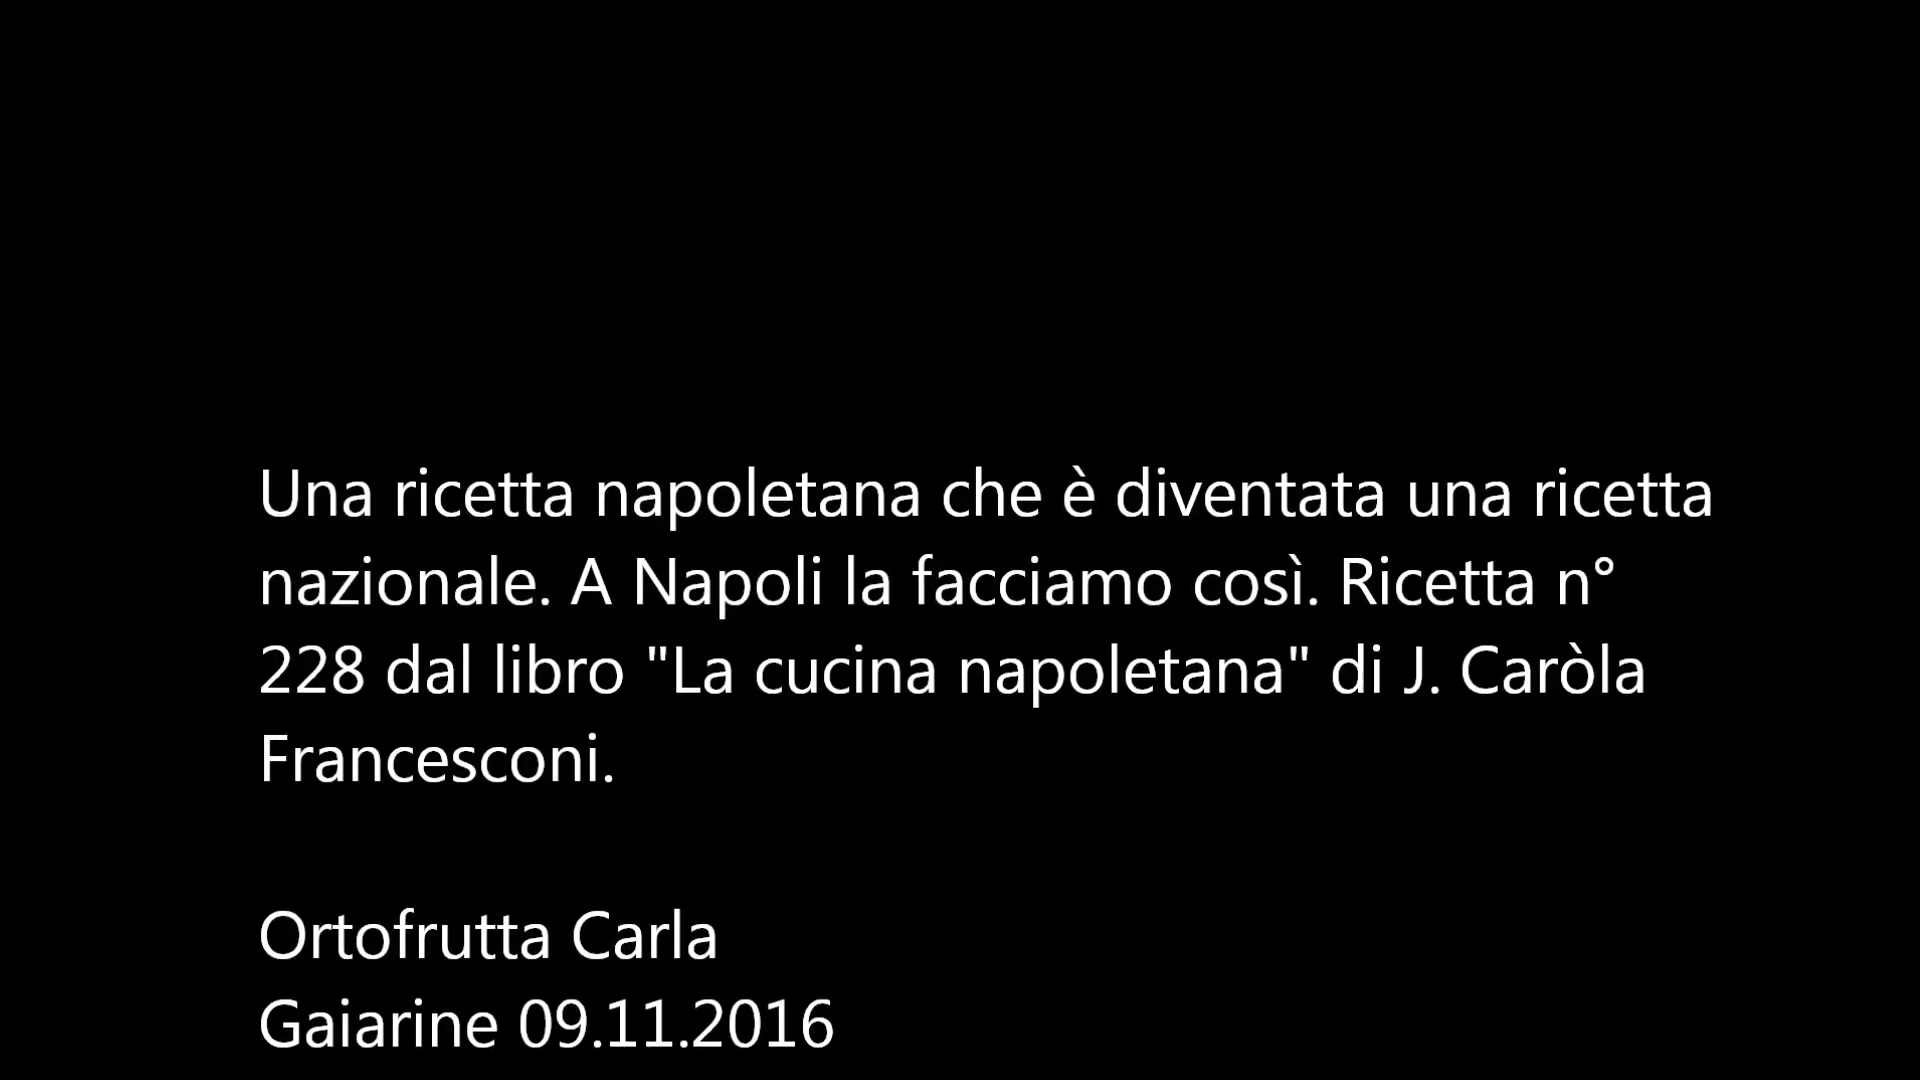 Una ricetta napoletana che è diventata una ricetta
nazionale. A Napoli la facciamo così. Ricetta n°
228 dal libro "La cucina napoletana" di J. Caròla
Francesconi.
Ortofrutta Carla
Gaiarine 09.11.2016